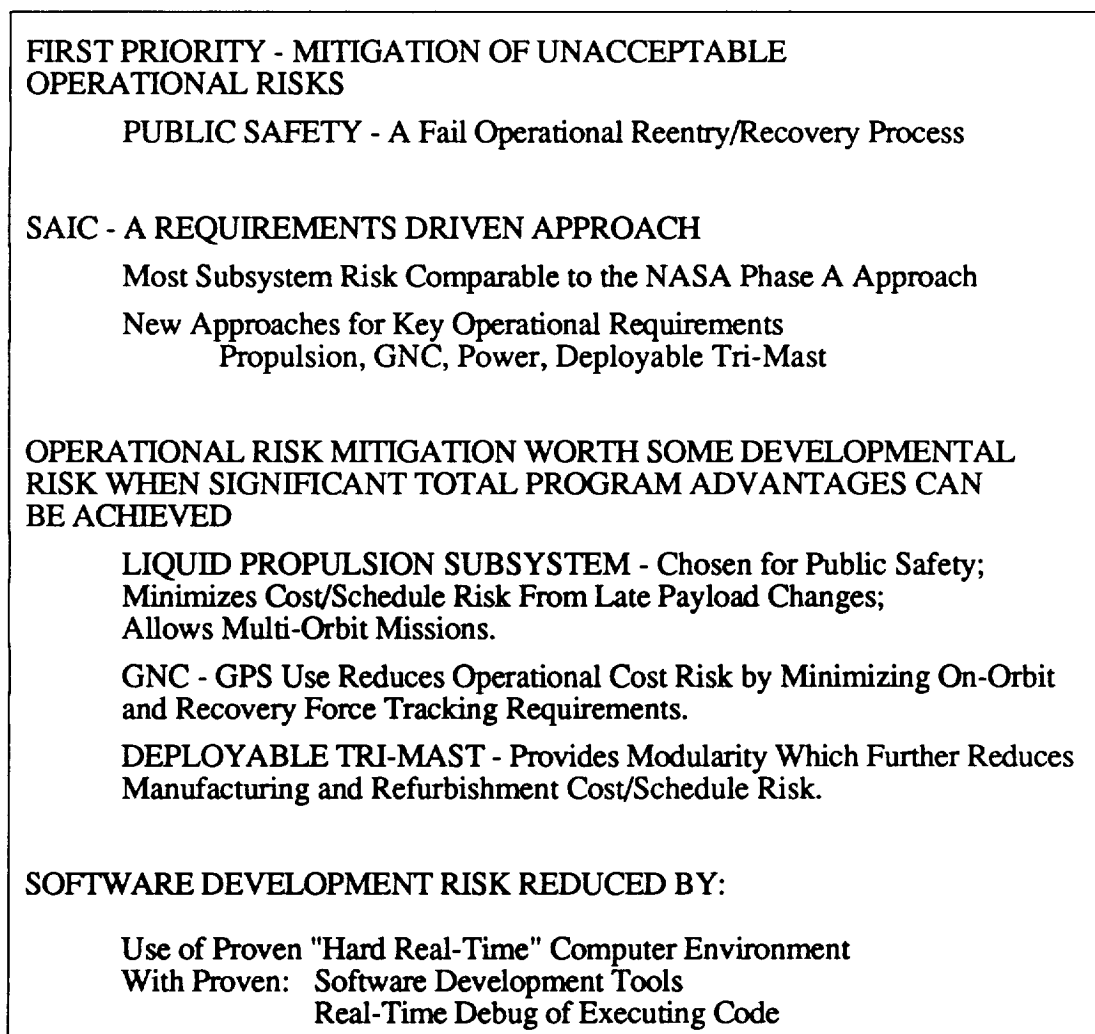 FIRST PRIORITY - MITIGATION OF UNACCEPTABLE
OPERATIONAL RISKS
PUBLIC SAFETY - A Fail Operational Reentry/Recovery Process
SAIC - A REQUIREMENTS DRIVEN APPROACH
Most Subsystem Risk Comparable to the NASA Phase A Approach
New Approaches for Key Operational Requirements
Propulsion, GNC, Power, Deployable Tri-Mast
OPERATIONAL RISK MITIGATION WORTH SOME DEVELOPMENTAL
RISK WHEN SIGNIFICANT TOTAL PROGRAM ADVANTAGES CAN
BE ACHIEVED
LIQUID PROPULSION SUBSYSTEM - Chosen for Public Safety;
Minimizes Cost/Schedule Risk From Late Payload Changes;
Allows Multi-Orbit Missions.
GNC - GPS Use Reduces Operational Cost Risk by Minimizing On-Orbit
and Recovery Force Tracking Requirements.
DEPLOYABLE TRI-MAST - Provides Modularity Which Further Reduces
Manufacturing and Refurbishment Cost/Schedule Risk.
SOFTWARE DEVELOPMENT RISK REDUCED BY:
Use of Proven "Hard Real-Time" Computer Environment
With Proven: Software Development Tools
Real-Time Debug of Executing Code